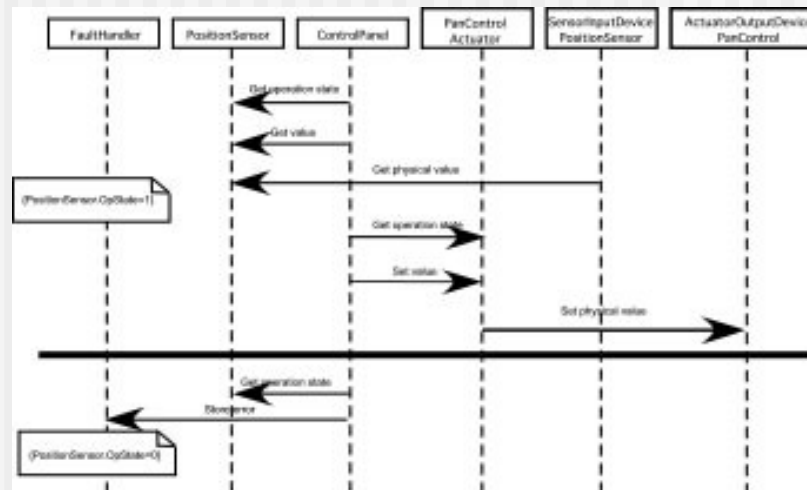 FaultHandler
PositionSensor
ControlPanel
PanControl
Actuator
SensorInputDevice
PositionSensor
ActuatorOutputDevice
PanControl
Get operation state
Get value
Get physical value
{PositionSensor.OpState=1}
Get operation state
Set value
Set physical value
Get operation state
Store error
{PositionSensor.OpState=0}